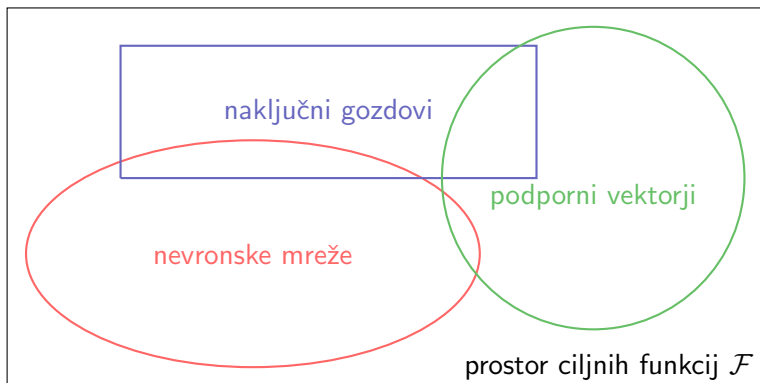 naključni gozdovi
podporni vektorji
nevronske mreže
prostor ciljnih funkcij ℱ